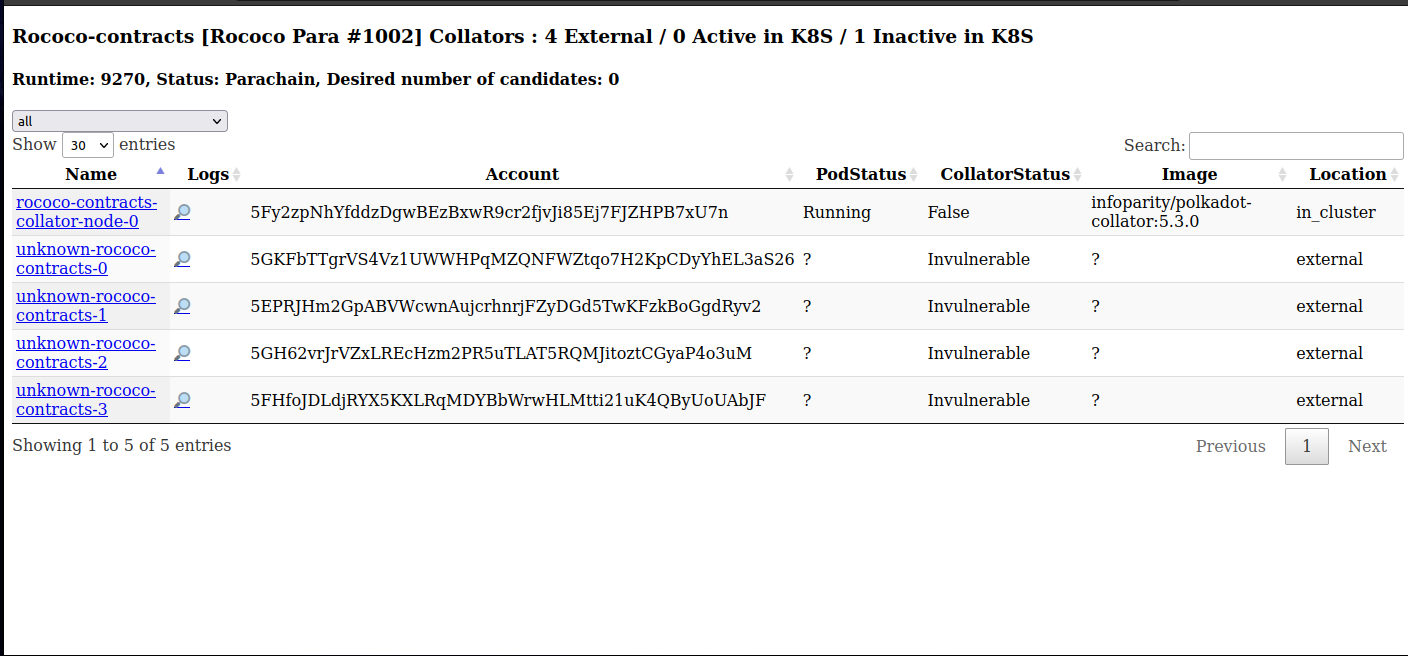 Rococo-contracts [Rococo Para #1002] Collators : 4 External / 0 Active in K8S / 1 Inactive in K8S
Runtime: 9270, Status: Parachain, Desired number of candidates: 0
all
Show 30 entries
Search:
Name Logs Account PodStatus CollatorStatus Image Location
rococo-contracts-
collator-node-0
5Fy2zpNhYfddzDgwBEzBxwR9cr2fjvJi85Ej7FJZHPB7xU7n Running False
infoparity/polkadot-
collator:5.3.0
in_cluster
unknown-rococo-
contracts-0
5GKFbTTgrVS4Vz1UWWHPqMZQNFWZtqo7H2KpCDyYhEL3aS26 ? Invulnerable ? external
unknown-rococo-
contracts-1
5EPRJHm2GpABVWcwnAujcrhnrjFZyDGd5TwKFzkBoGgdRyv2 ? Invulnerable ? external
unknown-rococo-
contracts-2
5GH62vrJrVZxLREcHzm2PR5uTLAT5RQMJitoztCGyaP4o3uM ? Invulnerable ? external
unknown-rococo-
contracts-3
5FHfoJDLdjRYX5KXLRqMDYBbWrwHLMtti21uK4QByUoUAbJF ? Invulnerable ? external
Showing 1 to 5 of 5 entries
Previous 1 Next